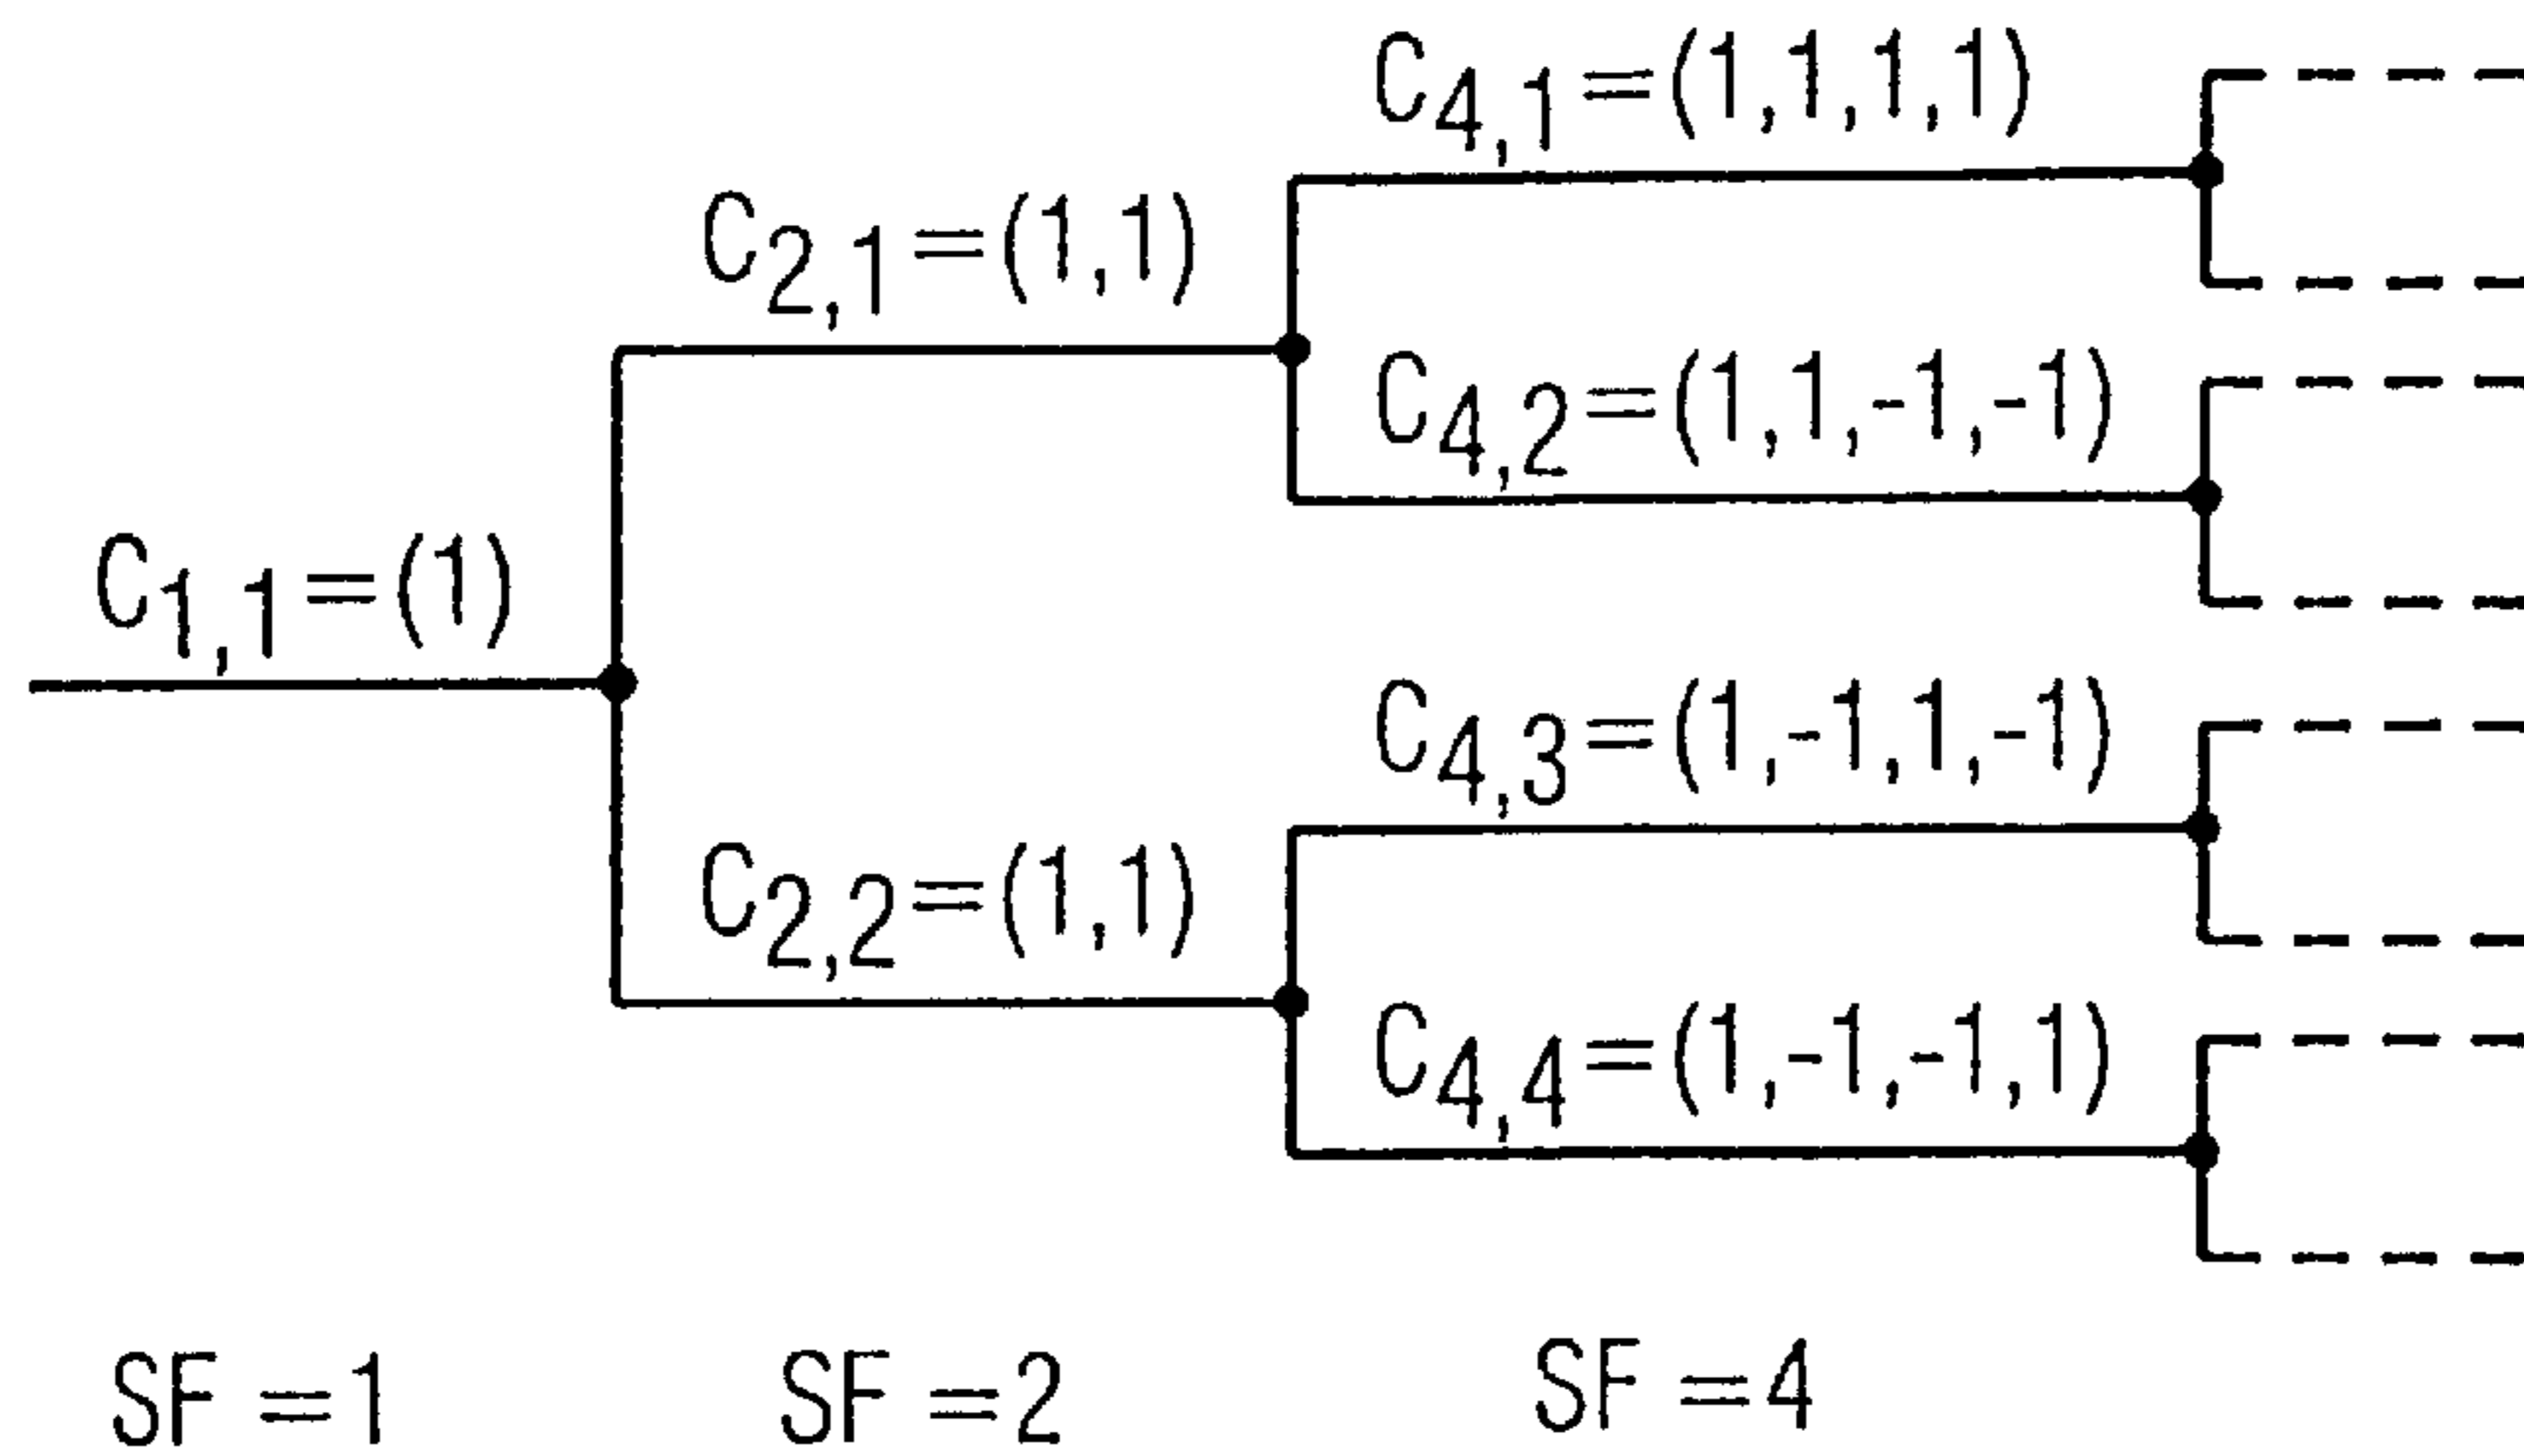 C1,1=(1)
C2,1=(1,1)
C2,2=(1,1)
C4,1=(1,1,1,1)
C4,2=(1,1,-1,-1)
C4,3=(1,-1,1,-1)
C4,4=(1,-1,-1,1)
SF =1
SF =2
SF =4